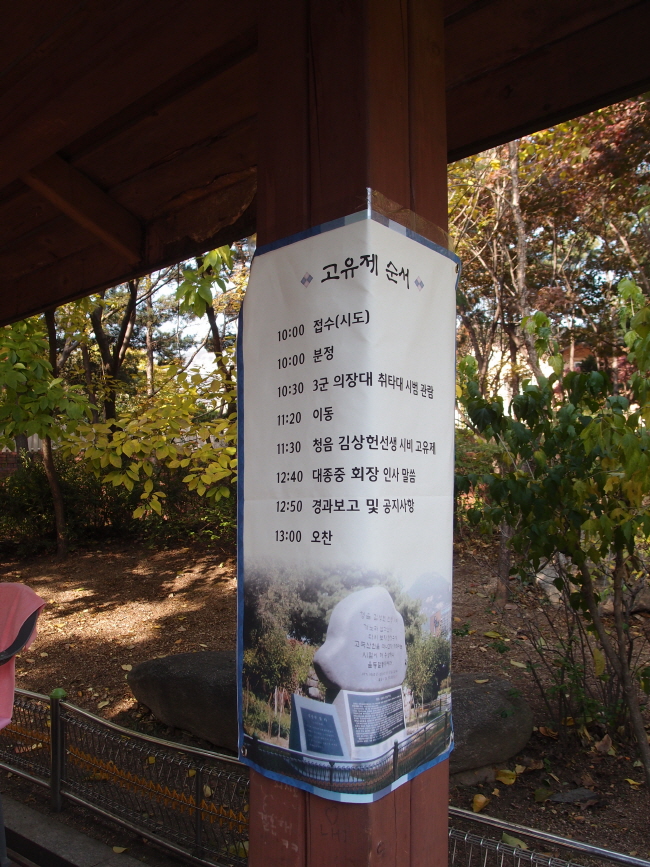 고유제 순서
10:00 접수(시도)
10:00 분정
10:30 3군 의장대 취타대 시범 관람
11:20 이동
11:30 청음 김상헌선생 시비 고유제
12:40 대종중 회장 인사 말씀
12:50 경과보고 및 공지사항
13:00 오찬